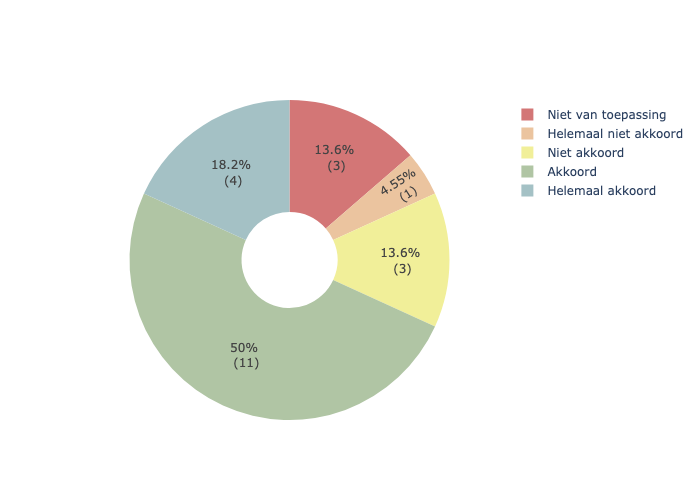 13.6%
(3)
4.55%
(1)
13.6%
(3)
50%
(11)
18.2%
(4)
Niet van toepassing
Helemaal niet akkoord
Niet akkoord
Akkoord
Helemaal akkoord